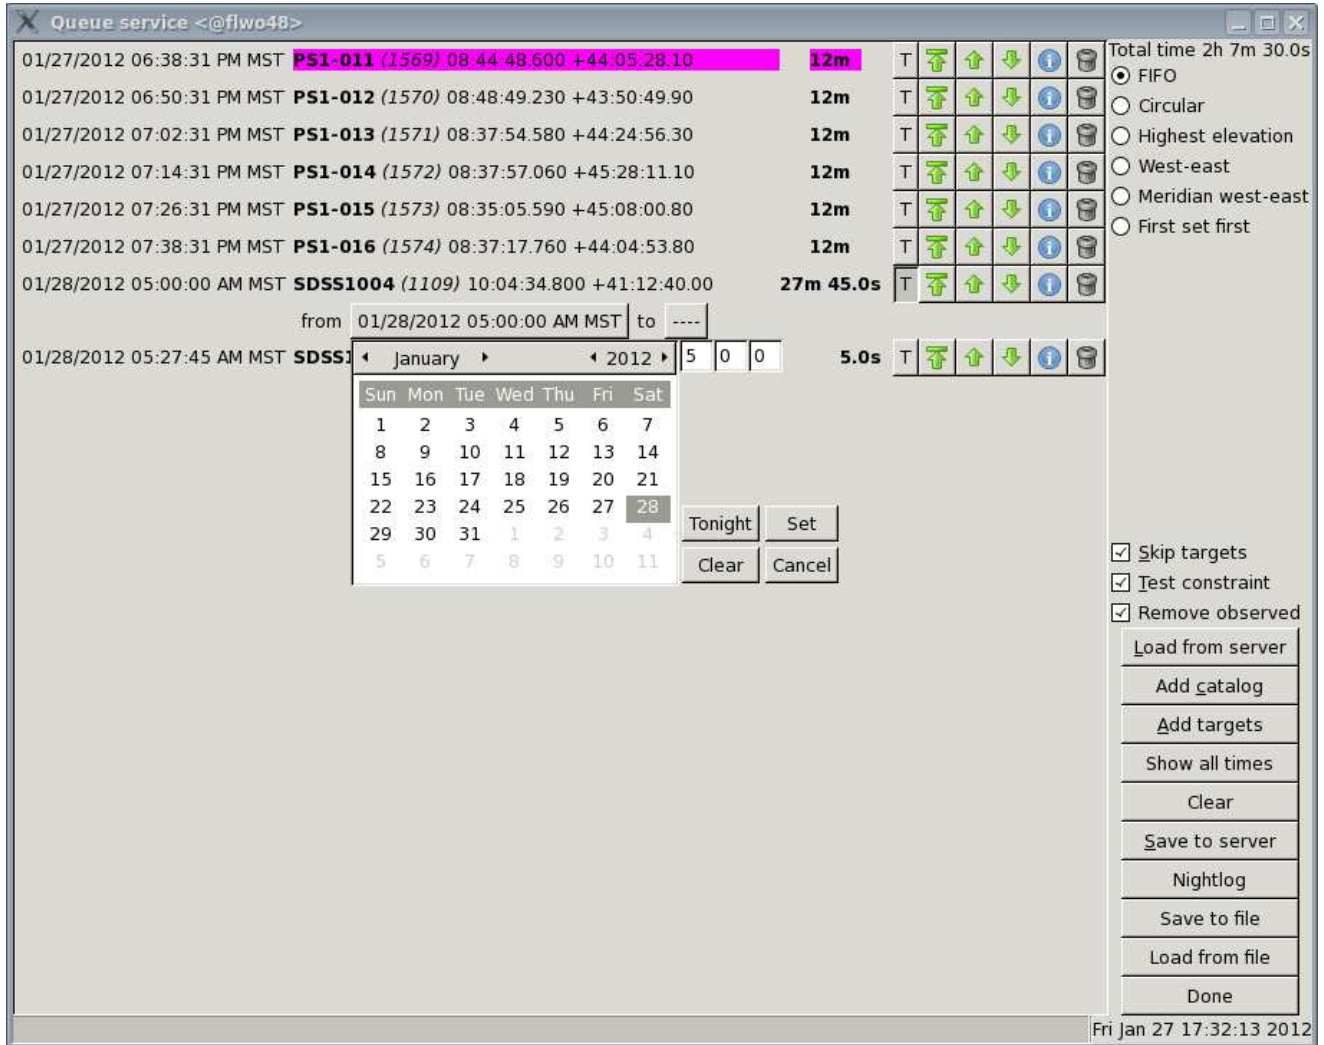 Queue service <@flwo48>
01/27/2012 06:38:31 PM MST PS1-011 (1569) 08:44:48.600 +44:05:28.10 12m T
Total time 2h 7m 30.0s
FIFO
01/27/2012 06:50:31 PM MST PS1-012 (1570) 08:48:49.230 +43:50:49.90 12m T
Circular
01/27/2012 07:02:31 PM MST PS1-013 (1571) 08:37:54.580 +44:24:56.30 12m T
Highest elevation
01/27/2012 07:14:31 PM MST PS1-014 (1572) 08:37:57.060 +45:28:11.10 12m T
West-east
01/27/2012 07:26:31 PM MST PS1-015 (1573) 08:35:05.590 +45:08:00.80 12m T
Meridian west-east
01/27/2012 07:38:31 PM MST PS1-016 (1574) 08:37:17.760 +44:04:53.80 12m T
First set first
01/28/2012 05:00:00 AM MST SDSS1004 (1109) 10:04:34.800 +41:12:40.00 27m 45.0s T
from 01/28/2012 05:00:00 AM MST to ----
01/28/2012 05:27:45 AM MST SDSS1 January 2012 5 0 0 5.0s T
Sun Mon Tue Wed Thu Fri Sat
1 2 3 4 5 6 7
8 9 10 11 12 13 14
15 16 17 18 19 20 21
22 23 24 25 26 27 28
29 30 31 1 2 3 4
5 6 7 8 9 10 11
Tonight Set
Clear Cancel
Skip targets
Test constraint
Remove observed
Load from server
Add catalog
Add targets
Show all times
Clear
Save to server
Nightlog
Save to file
Load from file
Done
Fri Jan 27 17:32:13 2012